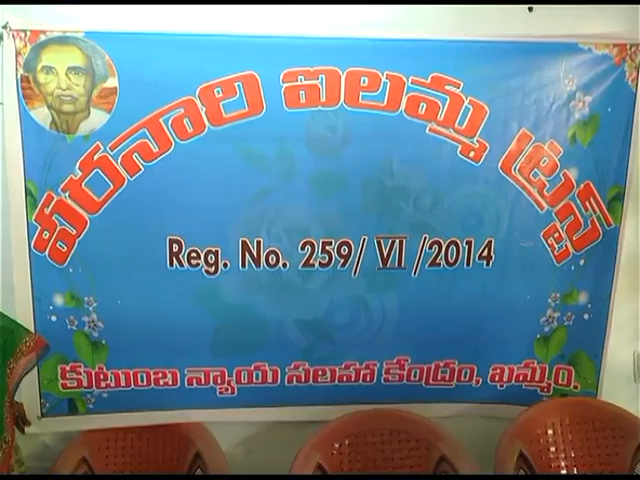 వీరనారి ఐలమ్మ ట్రస్ట్
Reg. No. 259/ VI /2014
కుటుంబ న్యాయ సలహా కేంద్రం, ఖమ్మం.